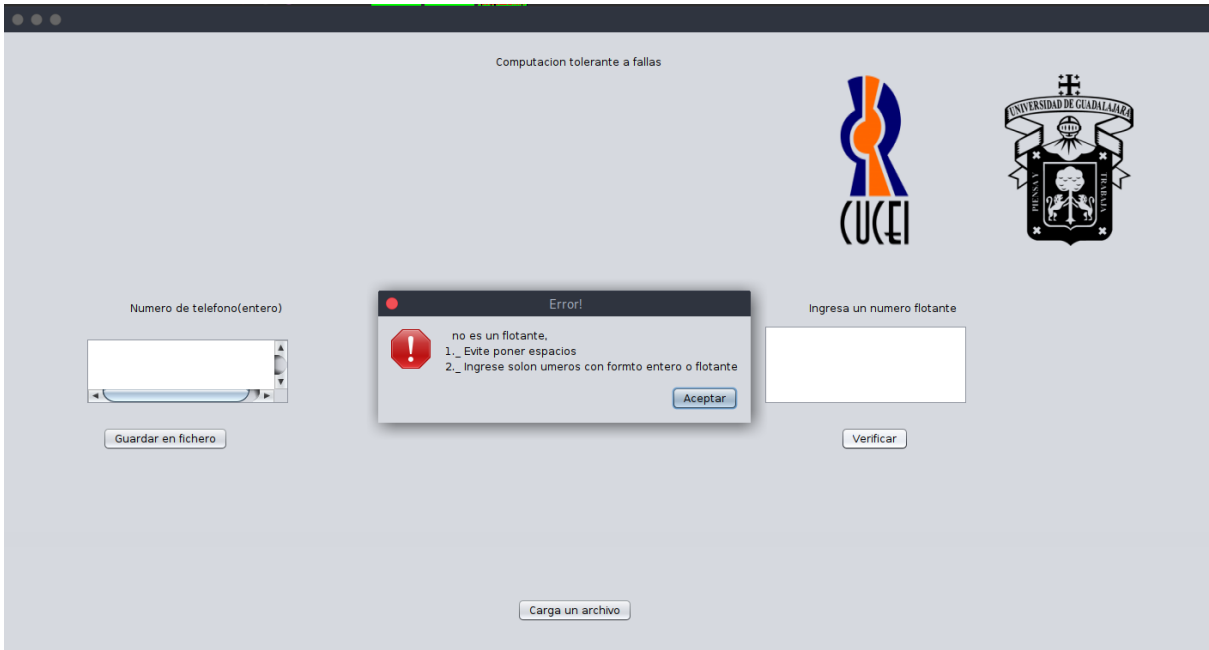 Computacion tolerante a fallas
CUCEI
UNIVERSIDAD DE GUADALAJARA
PIENSA Y
TRABAJA
Numero de telefono(entero)
Error!
no es un flotante,
1._ Evite poner espacios
2._ Ingrese solon umeros con formto entero o flotante
Aceptar
Ingresa un numero flotante
Guardar en fichero
Verificar
Carga un archivo